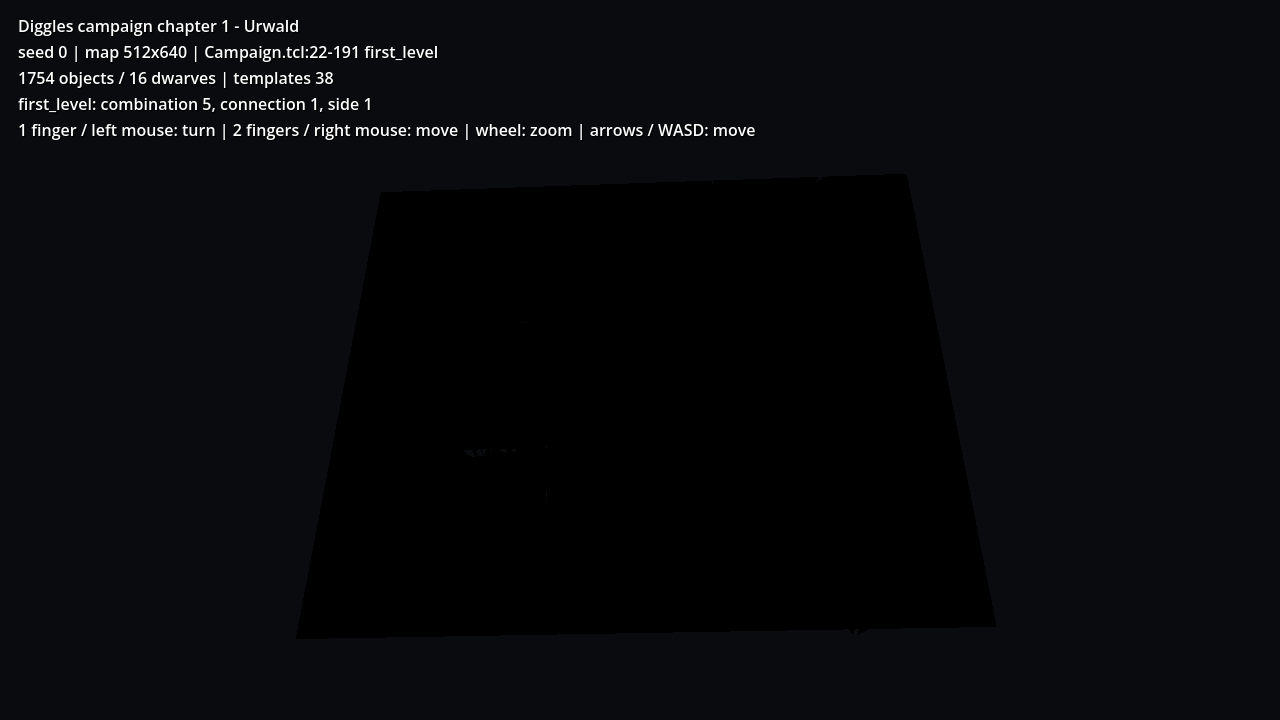 Diggles campaign chapter 1 - Urwald
seed 0 | map 512x640 | Campaign.tcl:22-191 first_level
1754 objects / 16 dwarves | templates 38
first_level: combination 5, connection 1, side 1
1 finger / left mouse: turn | 2 fingers / right mouse: move | wheel: zoom | arrows / WASD: move